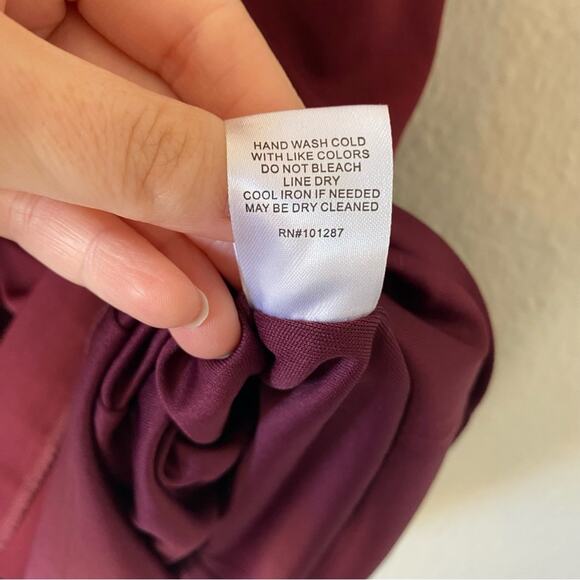 HAND WASH COLD
WITH LIKE COLORS
DO NOT BLEACH
LINE DRY
COOL IRON IF NEEDED
MAY BE DRY CLEANED
RN#101287